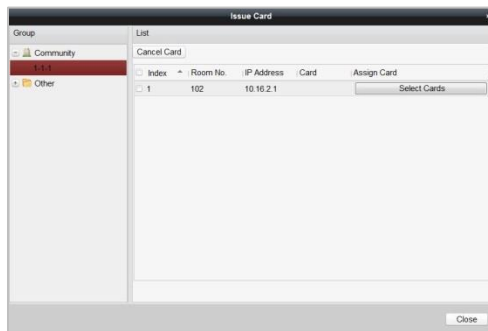 Issue Card
Group
List
Community
1-1-1
Other
Cancel Card
Index Room No. IP Address Card Assign Card
1 102 10.16.2.1 Select Cards
Close